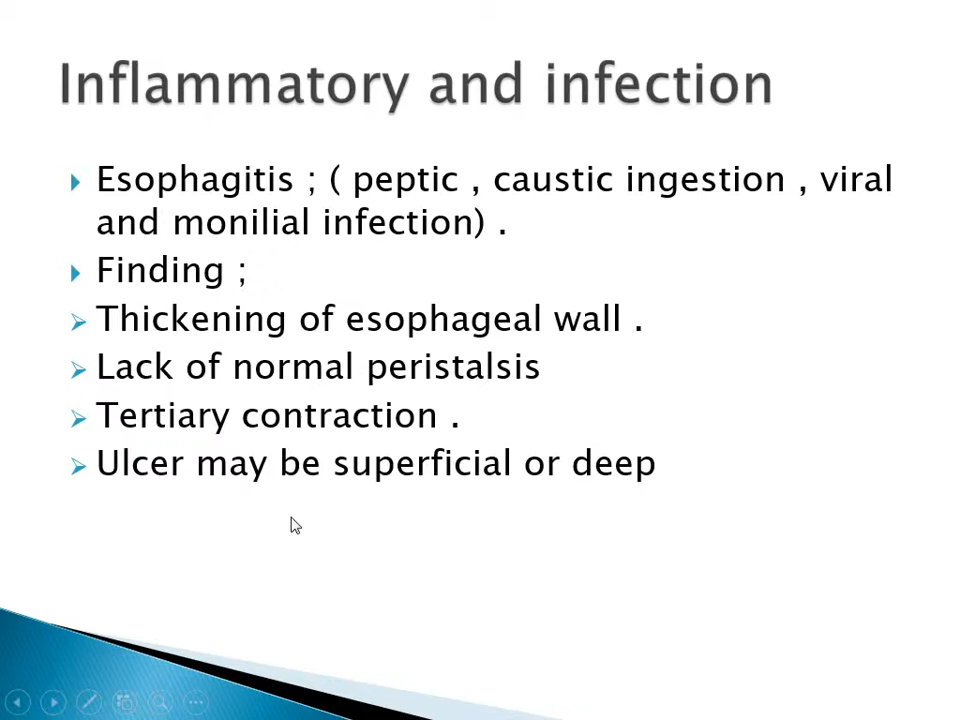 Inflammatory and infection
Esophagitis ; ( peptic , caustic ingestion , viral
and monilial infection) .
Finding ;
Thickening of esophageal wall .
Lack of normal peristalsis
Tertiary contraction .
Ulcer may be superficial or deep